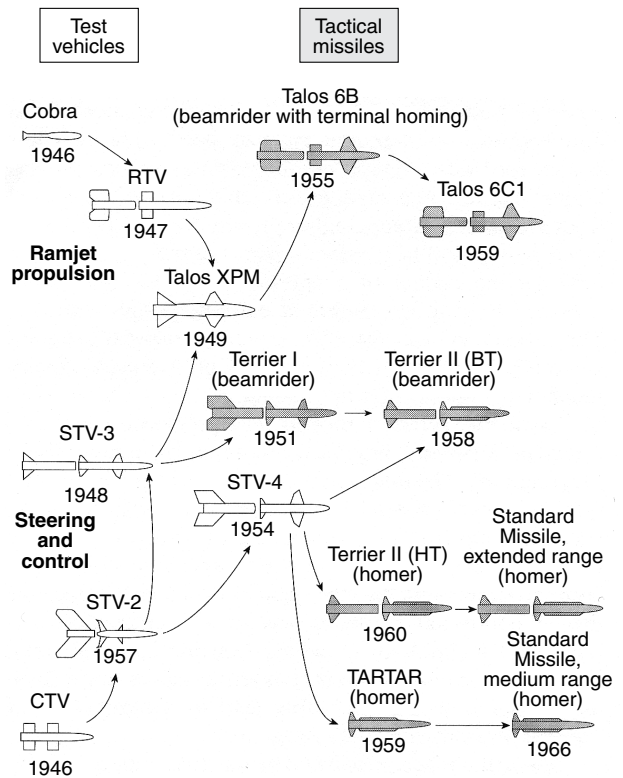 Test
vehicles
Tactical
missiles
Cobra
1946
RTV
1947
Ramjet
propulsion
Talos XPM
1949
Talos 6B
(beamrider with terminal homing)
1955
Talos 6C1
1959
Terrier I
(beamrider)
1951
Terrier II (BT)
(beamrider)
1958
STV-3
1948
Steering
and
control
STV-4
1954
STV-2
1957
CTV
1946
Terrier II (HT)
(homer)
1960
Standard
Missile,
extended range
(homer)
TARTAR
(homer)
1959
Standard
Missile,
medium range
(homer)
1966